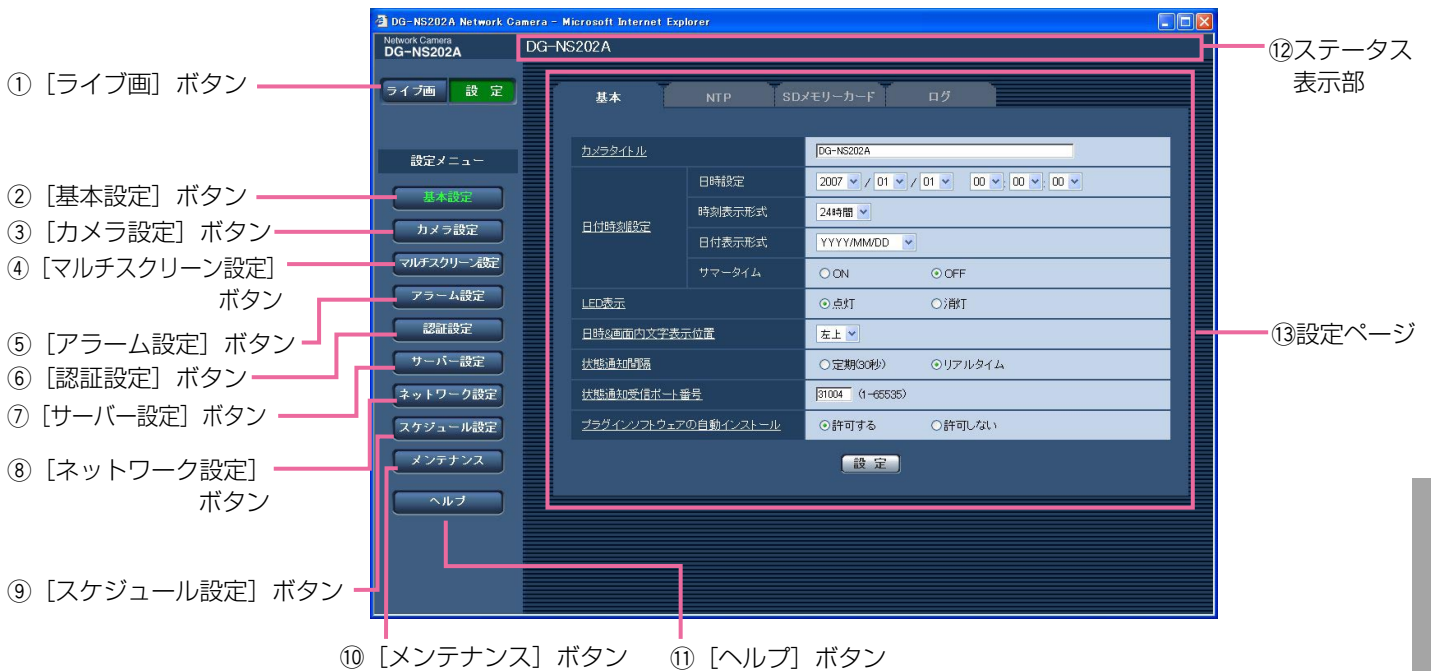 DG-NS202A Network Camera - Microsoft Internet Explorer
Network Camera
DG-NS202A
DG-NS202A
⑫ステータス
表示部
①［ライブ画］ボタン
ライブ画
設 定
基本
NTP
SDメモリーカード
ログ
設定メニュー
カメラタイトル
DG-NS202A
②［基本設定］ボタン
基本設定
日付時刻設定
日時設定
2007 / 01 / 01 00 : 00 : 00
③［カメラ設定］ボタン
カメラ設定
時刻表示形式
24時間
④［マルチスクリーン設定］
ボタン
マルチスクリーン設定
日付表示形式
YYYY/MM/DD
サマータイム
ON
OFF
アラーム設定
LED表示
点灯
消灯
⑤［アラーム設定］ボタン
認証設定
日時&画面内文字表示位置
左上
⑬設定ページ
⑥［認証設定］ボタン
サーバー設定
状態通知間隔
定期(30秒)
リアルタイム
⑦［サーバー設定］ボタン
ネットワーク設定
状態通知受信ポート番号
31004 (1-65535)
スケジュール設定
プラグインソフトウェアの自動インストール
許可する
許可しない
⑧［ネットワーク設定］
ボタン
メンテナンス
設 定
ヘルプ
⑨［スケジュール設定］ボタン
⑩［メンテナンス］ボタン
⑪［ヘルプ］ボタン